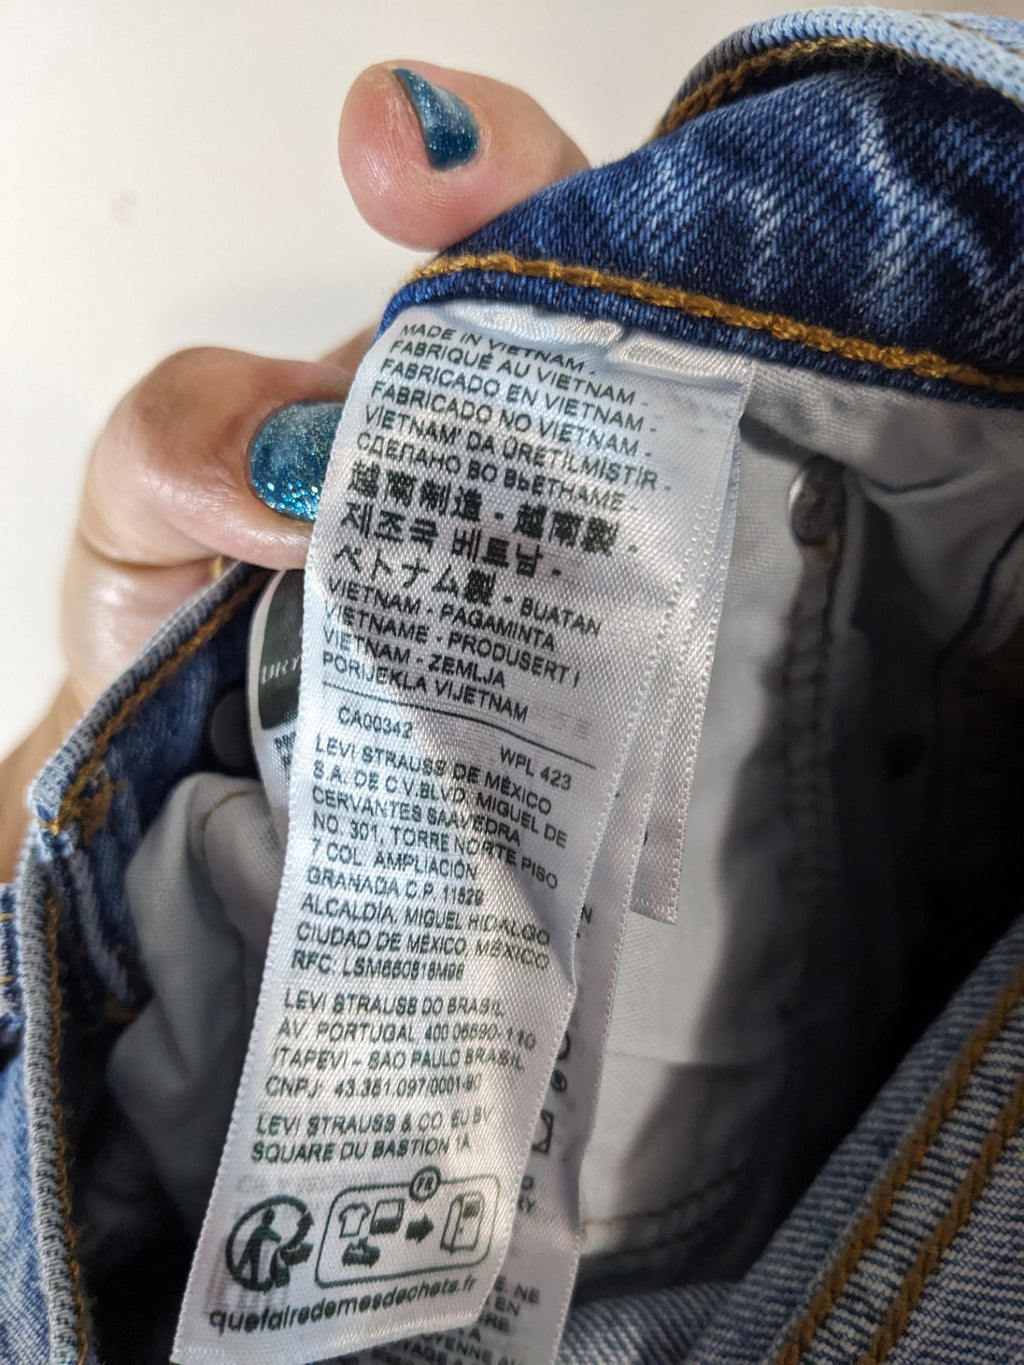 MADE IN VIETNAM -
FABRIQUÉ AU VIETNAM -
FABRICADO EN VIETNAM -
FABRICADO NO VIETNAM -
VIETNAM' DA ÜRETILMISTIR -
СДЕЛАНО ВО ВЬЕТНАМЕ -
越南制造 - 越南製 -
제조국 베트남 -
ベトナム製 - BUATAN
VIETNAM - PAGAMINTA
VIETNAME - PRODUSERT I
VIETNAM - ZEMLJA
PORIJEKLA VIJETNAM
CA00342
WPL 423
LEVI STRAUSS DE MÉXICO
S.A. DE C.V. BLVD. MIGUEL DE
CERVANTES SAAVEDRA
NO. 301, TORRE NORTE PISO
7 COL. AMPLIACIÓN
GRANADA C.P. 11529
ALCALDÍA. MIGUEL HIDALGO
CIUDAD DE MÉXICO, MÉXICO
RFC:
LEVI STRAUSS DO BRASIL
AV. PORTUGAL, 400 06690-110
ITAPEVI - SAO PAULO BRASIL
CNPJ: 43.351.097/0001-80
LEVI STRAUSS & CO. EU BV
SQUARE DU BASTION 1A
FR
quefairedemesdechets.fr